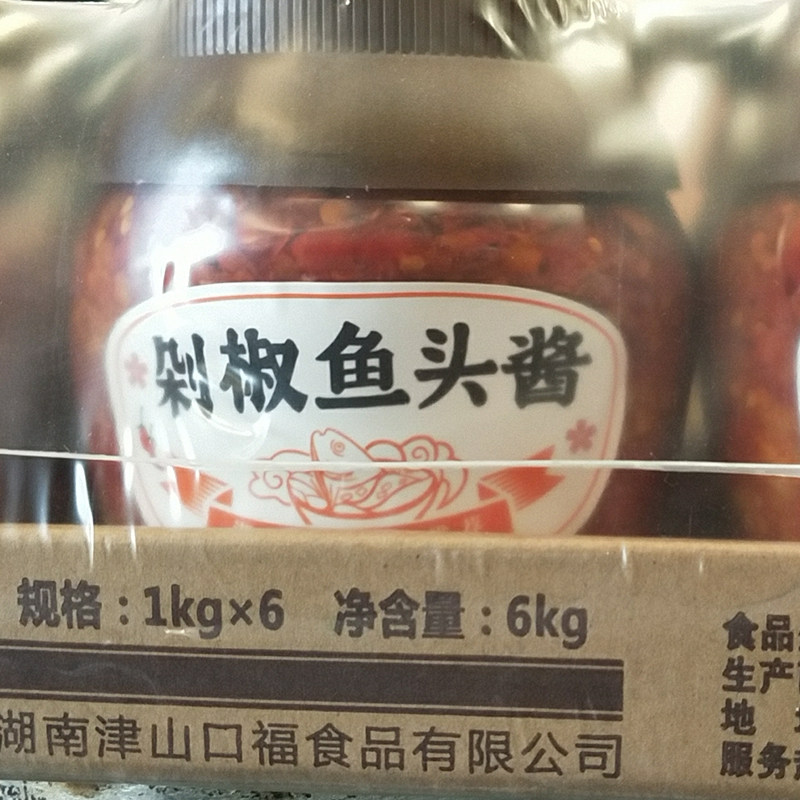 剁椒鱼头酱
规格：1kg×6 净含量：6kg
湖南津山口福食品有限公司
食品
生产
地
服务